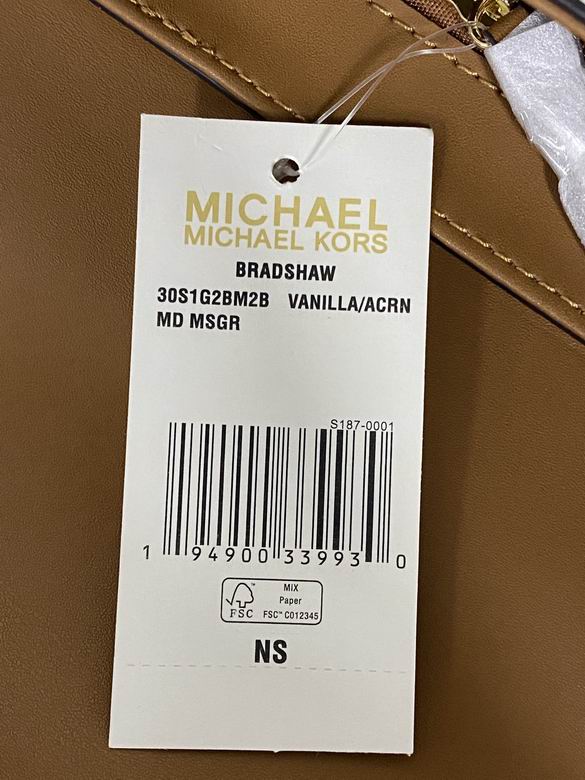 MICHAEL
MICHAEL KORS
BRADSHAW
30S1G2BM2B VANILLA/ACRN
MD MSGR
S187-0001
1 94900 33993 0
FSC™
MIX
Paper
FSC™ C012345
NS